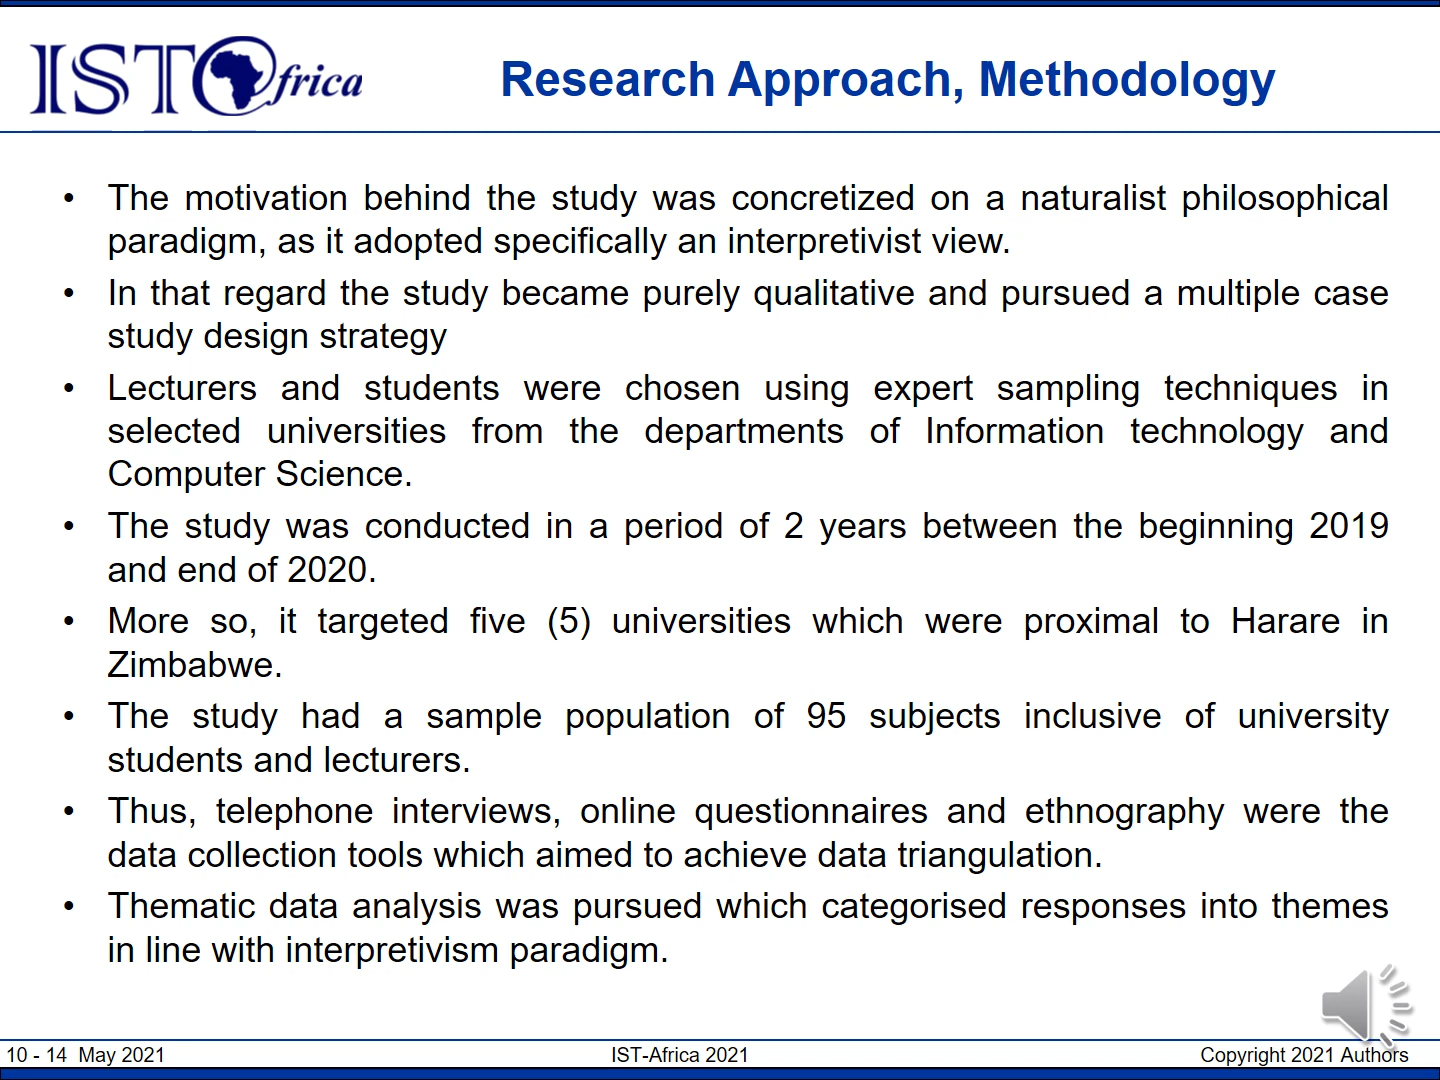 IST@frica
Research Approach, Methodology
• The motivation behind the study was concretized on a naturalist philosophical
paradigm, as it adopted specifically an interpretivist view.
• In that regard the study became purely qualitative and pursued a multiple case
study design strategy
• Lecturers and students were chosen using expert sampling techniques in
selected universities from the departments of Information technology and
Computer Science.
• The study was conducted in a period of 2 years between the beginning 2019
and end of 2020.
• More so, it targeted five (5) universities which were proximal to Harare in
Zimbabwe.
• The study had a sample population of 95 subjects inclusive of university
students and lecturers.
• Thus, telephone interviews, online questionnaires and ethnography were the
data collection tools which aimed to achieve data triangulation.
• Thematic data analysis was pursued which categorised responses into themes
in line with interpretivism paradigm.
10 - 14 May 2021
IST-Africa 2021
Copyright 2021 Authors